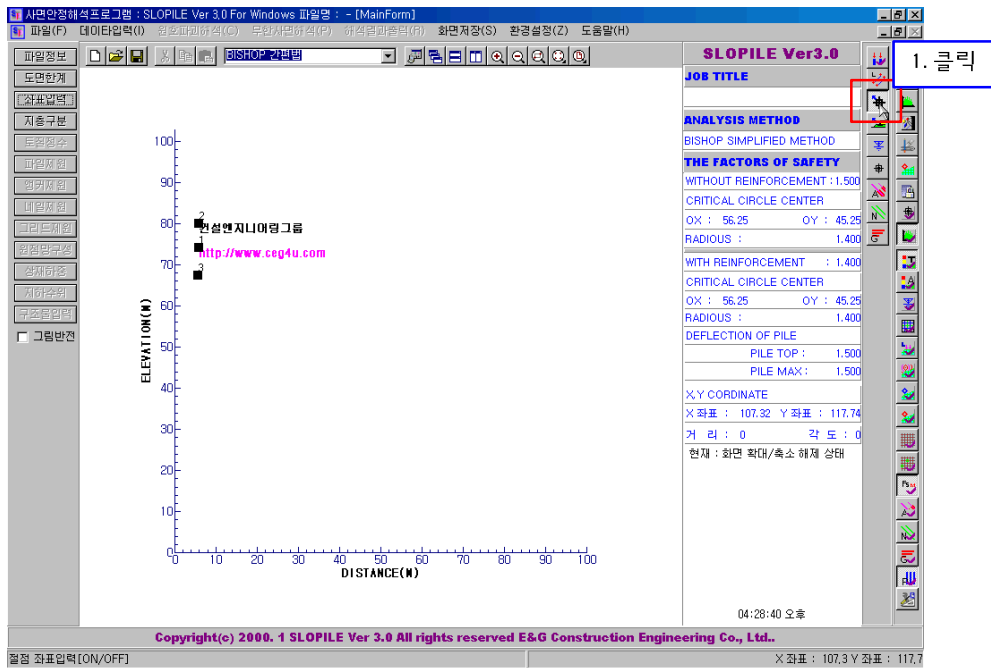 사면안정해석프로그램 : SLOPILE Ver 3,0 For Windows 파일명 : - [MainForm]
파일(F) 데이타입력(I) 원호파괴해석(C) 무한사면해석(P) 해석결과출력(R) 화면저장(S) 환경설정(Z) 도움말(H)
파일정보
BISHOP 간편법
SLOPILE Ver3.0
1. 클릭
도면한계
좌표입력
지층구분
토질정수
파일제원
앵커제원
네일제원
그리드제원
원점망구성
상재하중
지하수위
구조물입력
그림반전
JOB TITLE
ANALYSIS METHOD
BISHOP SIMPLIFIED METHOD
THE FACTORS OF SAFETY
WITHOUT REINFORCEMENT : 1.500
CRITICAL CIRCLE CENTER
OX : 56.25 OY : 45.25
RADIOUS : 1.400
WITH REINFORCEMENT : 1.400
CRITICAL CIRCLE CENTER
OX : 56.25 OY : 45.25
RADIOUS : 1.400
DEFLECTION OF PILE
PILE TOP : 1.500
PILE MAX : 1.500
X,Y CORDINATE
X 좌표 : 107.32 Y 좌표 : 117.74
거 리 : 0 각 도 : 0
현재 : 화면 확대/축소 해제 상태
04:28:40 오후
100
90
80
70
60
50
40
30
20
10
0
2
건설엔지니어링그룹
1
http://www.ceg4u.com
3
ELEVATION(M)
0 10 20 30 40 50 60 70 80 90 100
DISTANCE(M)
Copyright(c) 2000. 1 SLOPILE Ver 3.0 All rights reserved E&G Construction Engineering Co., Ltd..
절점 좌표입력[ON/OFF]
X 좌표 : 107,3 Y 좌표 : 117,7